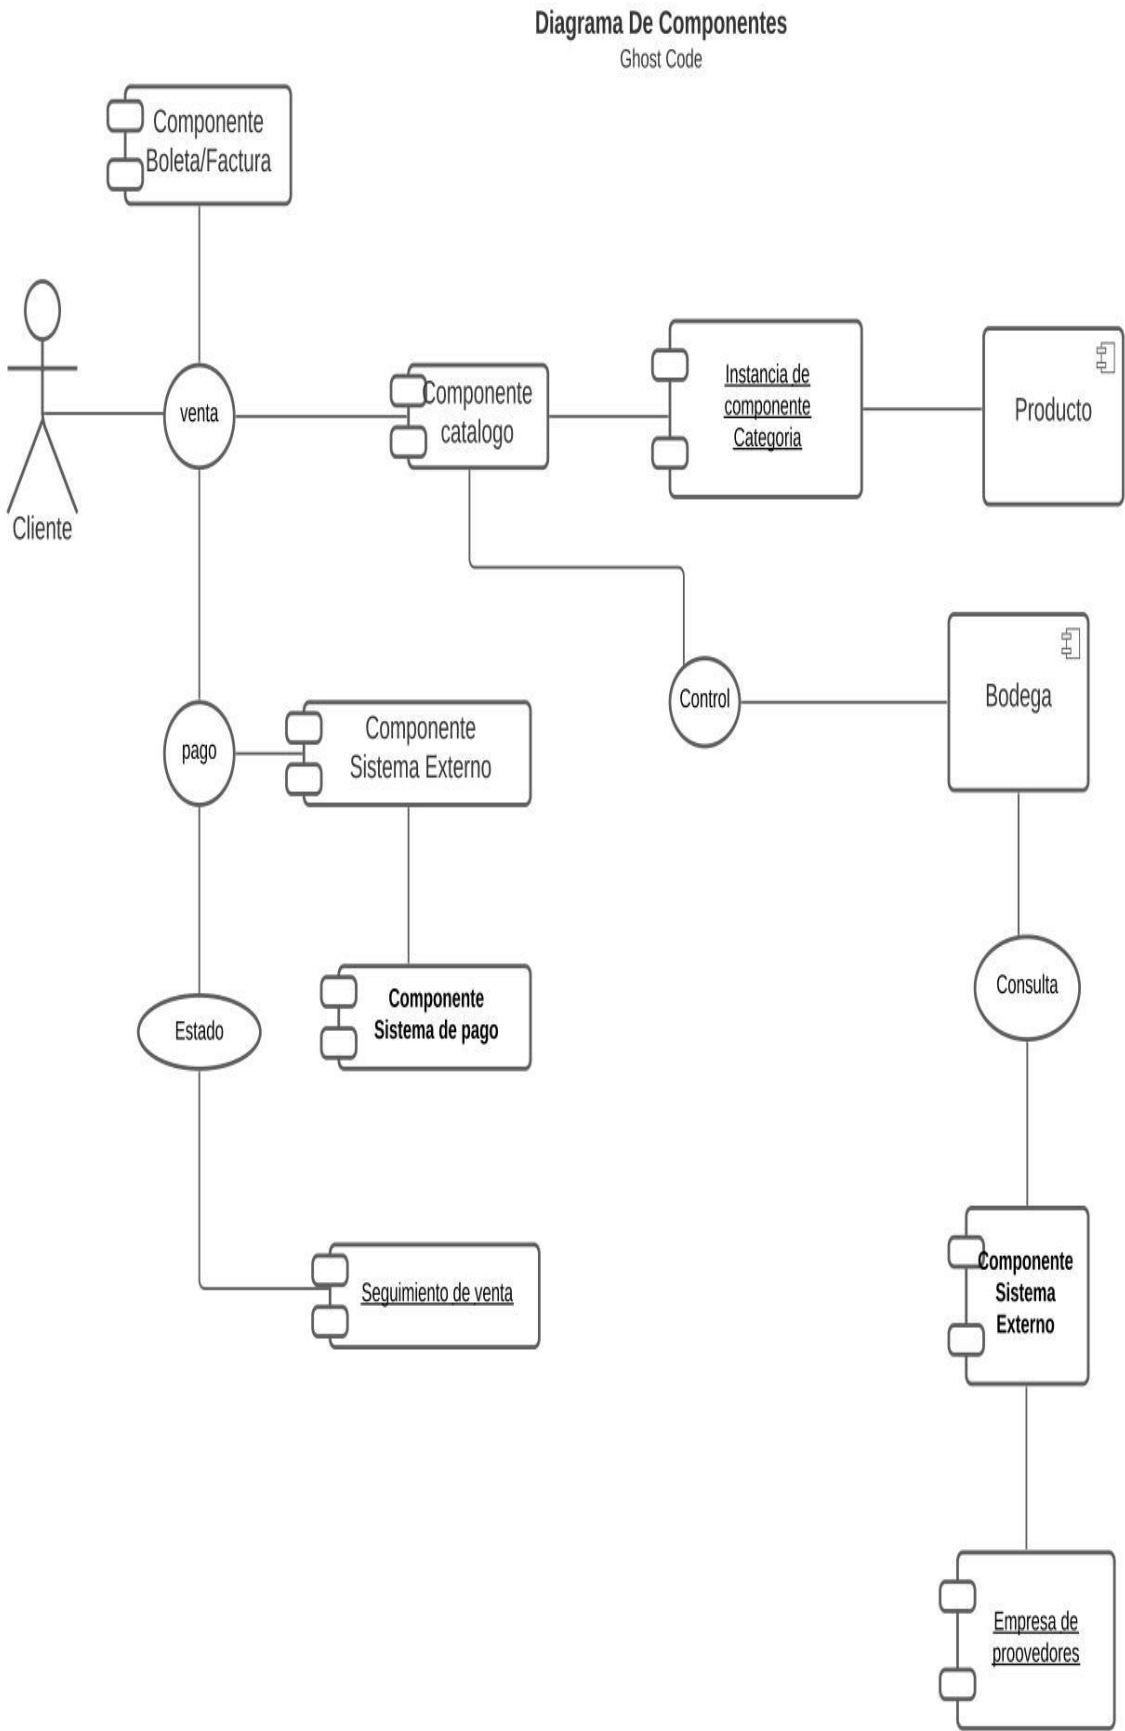 Diagrama De Componentes
Ghost Code
Componente
Boleta/Factura
Cliente
venta
Componente
catalogo
Instancia de
componente
Categoria
Producto
Control
Bodega
pago
Componente
Sistema Externo
Componente
Sistema de pago
Consulta
Estado
Seguimiento de venta
Componente
Sistema
Externo
Empresa de
proovedores